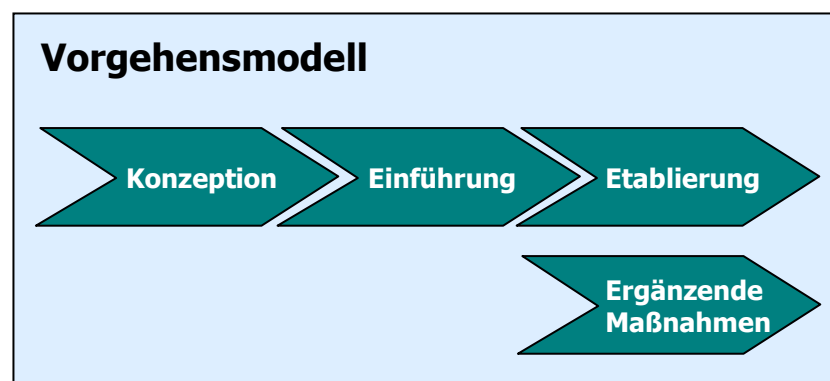 Vorgehensmodell
Konzeption
Einführung
Etablierung
Ergänzende
Maßnahmen